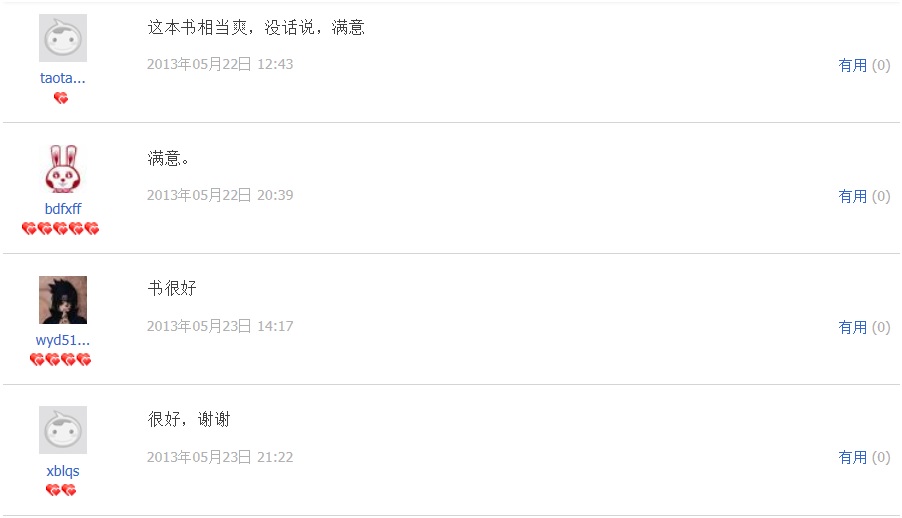 这本书相当爽，没话说，满意
2013年05月22日 12:43
有用 (0)
taota...
满意。
2013年05月22日 20:39
有用 (0)
bdfxff
书很好
2013年05月23日 14:17
有用 (0)
wyd51...
很好，谢谢
2013年05月23日 21:22
有用 (0)
xblqs